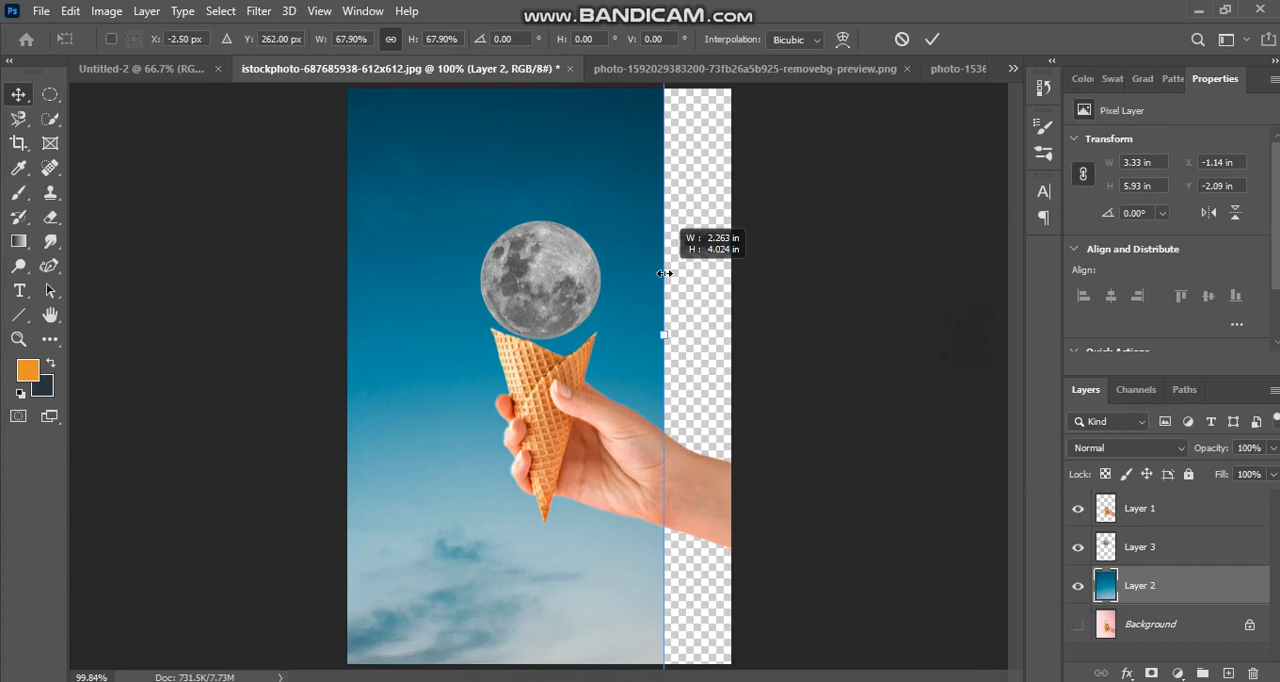 Ps File Edit Image Layer Type Select Filter 3D View Window Help
www.BANDICAM.com
X: -2.50 px Y: 262.00 px W: 67.90% H: 67.90% 0.00 ° H: 0.00 ° V: 0.00 ° Interpolation: Bicubic
Untitled-2 @ 66.7% (RG... × istockphoto-687685938-612x612.jpg @ 100% (Layer 2, RGB/8#) * × photo-1592029383200-73fb26a5b925-removebg-preview.png × photo-1536
Colo Swat Grad Patte Properties
Pixel Layer
Transform
W 3.33 in X -1.14 in
H 5.93 in Y -2.09 in
0.00°
W : 2.263 in
H : 4.024 in
Align and Distribute
Align:
Quick Actions
Layers Channels Paths
Kind
Normal Opacity: 100%
Lock: Fill: 100%
Layer 1
Layer 3
Layer 2
Background
99.84% Doc: 731.5K/7.73M